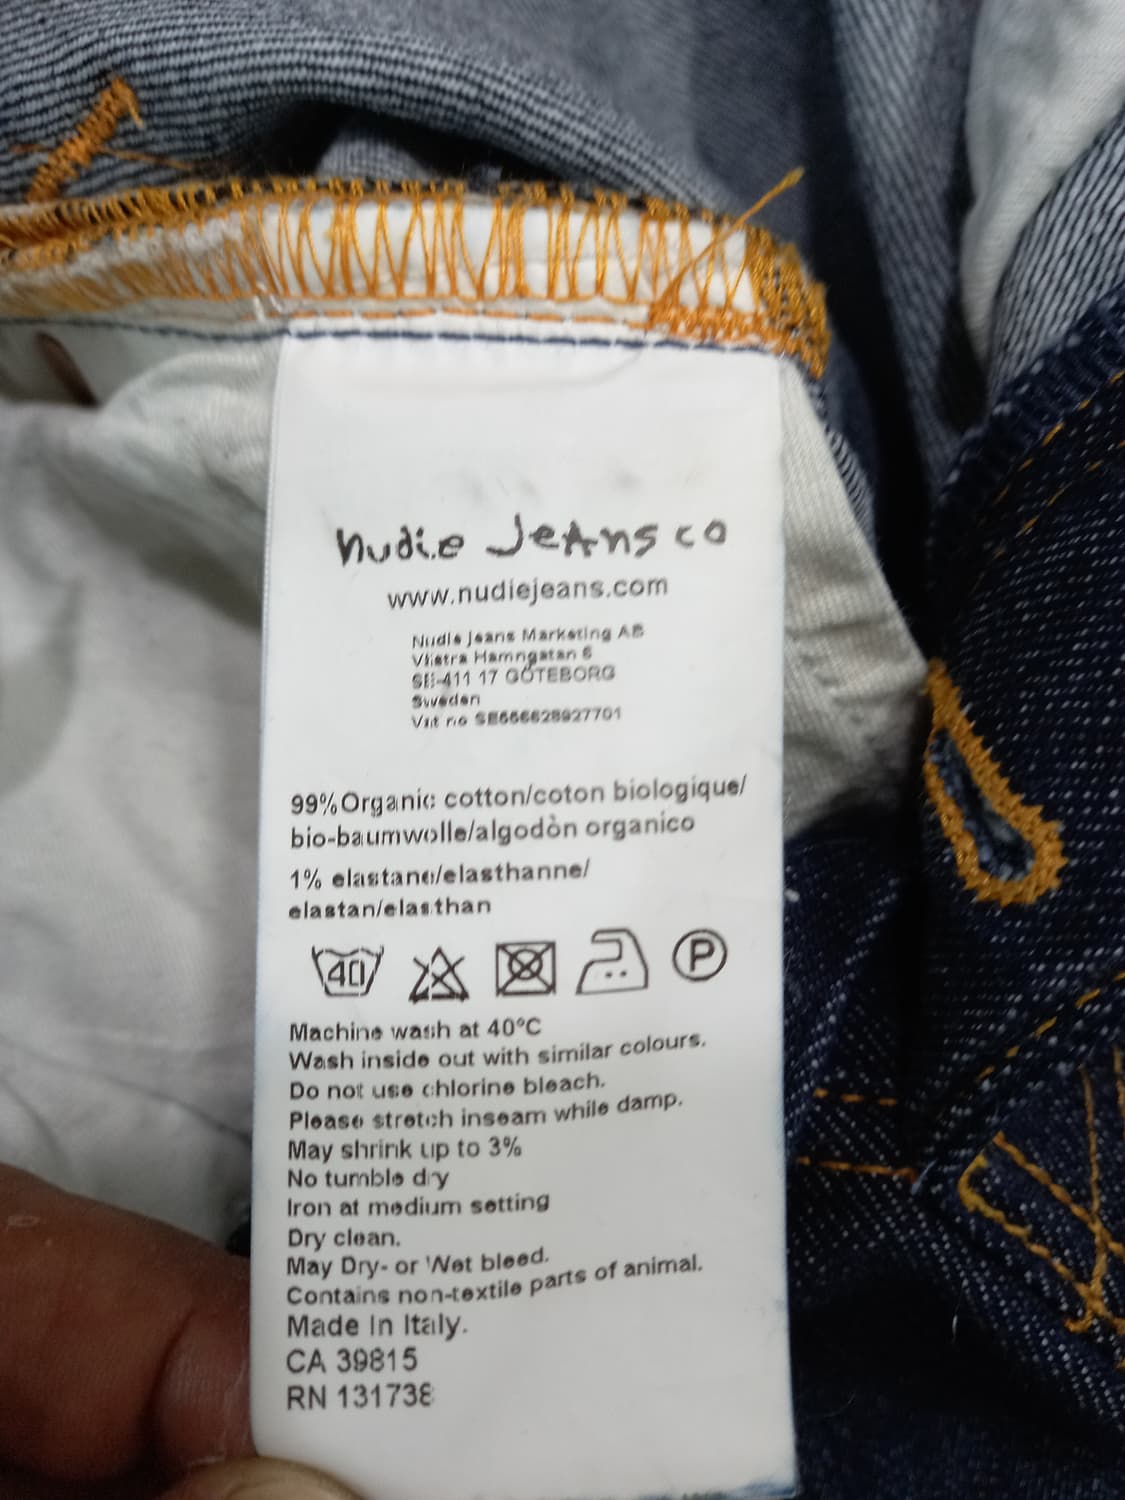 nudie Jeans co
www.nudiejeans.com
Nudie Jeans Marketing AB
Västra Hamngatan 6
SE-411 17 GÖTEBORG
Sweden
Vat no SE556628927701
99%Organic cotton/coton biologique/
bio-baumwolle/algodòn organico
1% elastane/elasthanne/
elastan/elasthan
40
P
Machine wash at 40°C
Wash inside out with similar colours.
Do not use chlorine bleach.
Please stretch inseam while damp.
May shrink up to 3%
No tumble dry
Iron at medium setting
Dry clean.
May Dry- or Wet bleed.
Contains non-textile parts of animal.
Made In Italy.
CA 39815
RN 131738